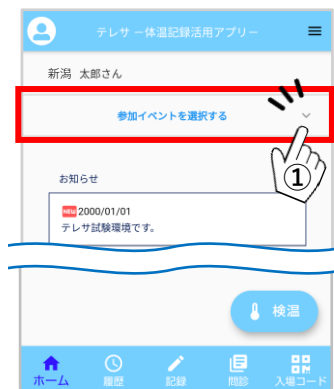 テレサ －体温記録活用アプリ－
新潟 太郎さん
参加イベントを選択する
①
お知らせ
NEW 2000/01/01
テレサ試験環境です。
検温
ホーム 履歴 記録 問診 入場コード